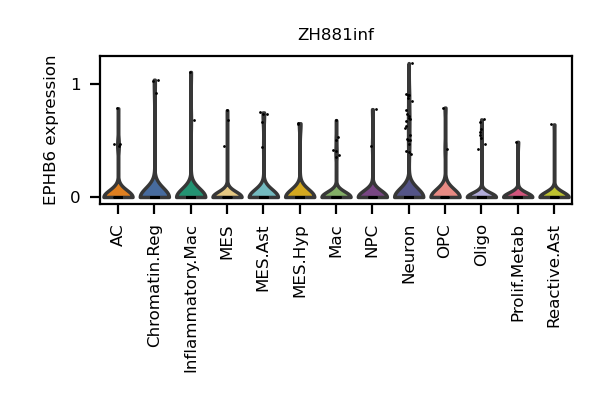 ZH881inf
EPHB6 expression
1
0
AC
Chromatin.Reg
Inflammatory.Mac
MES
MES.Ast
MES.Hyp
Mac
NPC
Neuron
OPC
Oligo
Prolif.Metab
Reactive.Ast